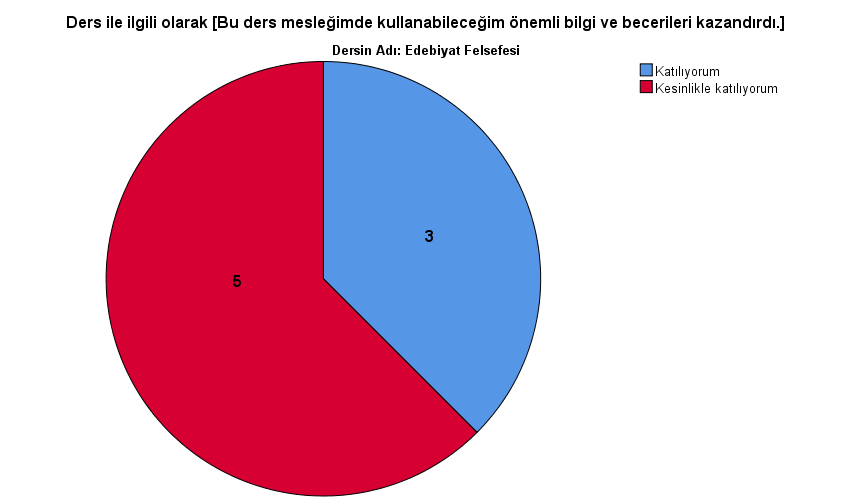 Ders ile ilgili olarak [Bu ders mesleğimde kullanabileceğim önemli bilgi ve becerileri kazandırdı.]
Dersin Adı: Edebiyat Felsefesi
Katılıyorum
Kesinlikle katılıyorum
3
5